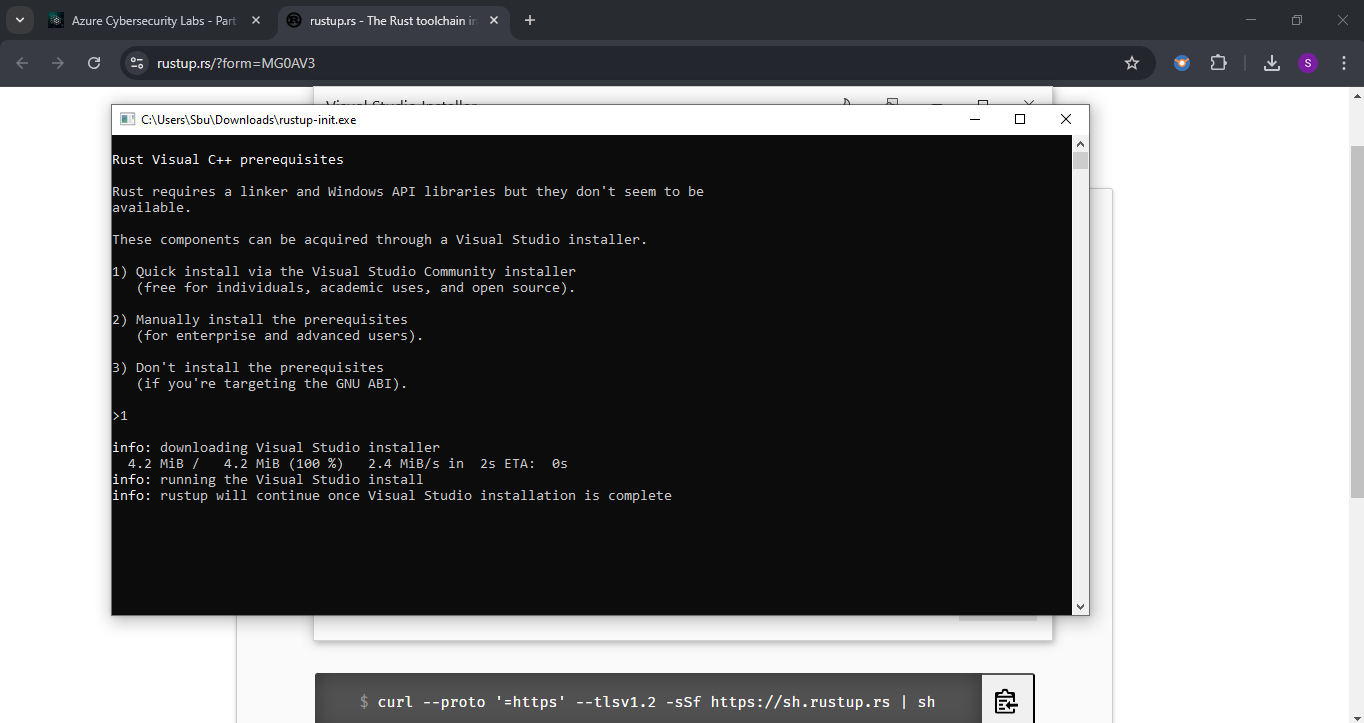 Azure Cybersecurity Labs - Part
rustup.rs - The Rust toolchain in
rustup.rs/?form=MG0AV3
S
Visual Studio Installer
C:\Users\Sbu\Downloads\rustup-init.exe
Rust Visual C++ prerequisites
Rust requires a linker and Windows API libraries but they don't seem to be
available.
These components can be acquired through a Visual Studio installer.
1) Quick install via the Visual Studio Community installer
(free for individuals, academic uses, and open source).
2) Manually install the prerequisites
(for enterprise and advanced users).
3) Don't install the prerequisites
(if you're targeting the GNU ABI).
>1
info: downloading Visual Studio installer
4.2 MiB / 4.2 MiB (100 %) 2.4 MiB/s in 2s ETA: 0s
info: running the Visual Studio install
info: rustup will continue once Visual Studio installation is complete
$ curl --proto '=https' --tlsv1.2 -sSf https://sh.rustup.rs | sh